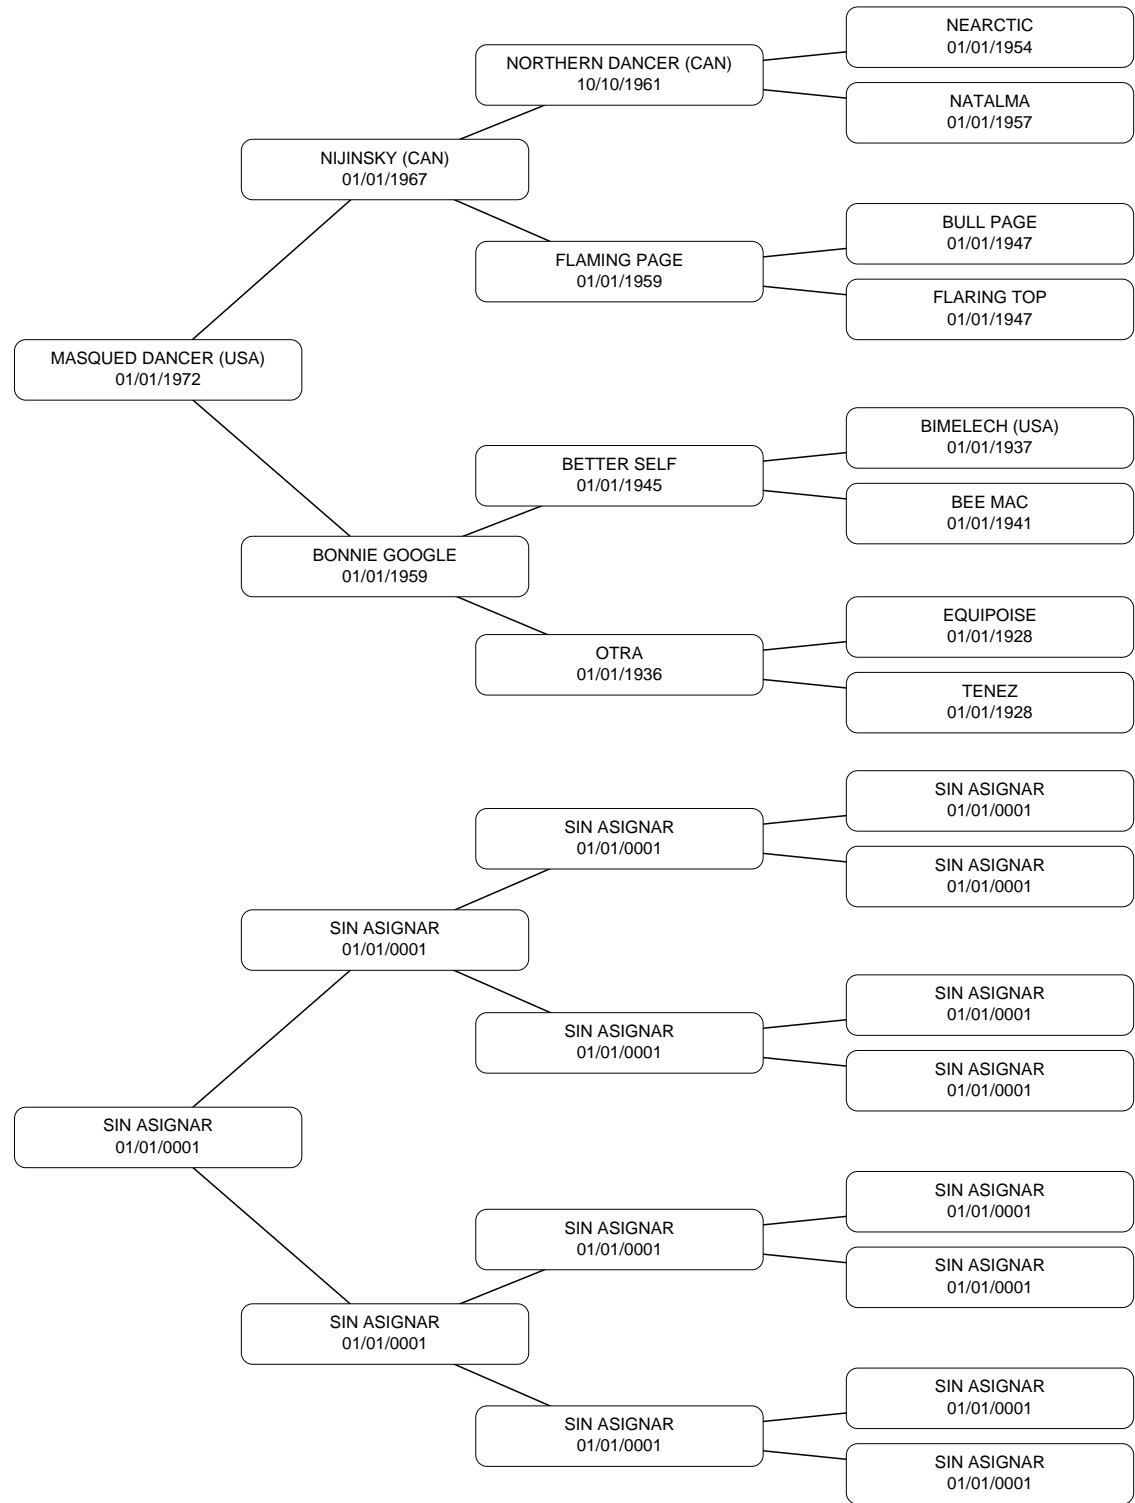 NEARCTIC
01/01/1954
NORTHERN DANCER (CAN)
10/10/1961
NATALMA
01/01/1957
NIJINSKY (CAN)
01/01/1967
BULL PAGE
01/01/1947
FLAMING PAGE
01/01/1959
FLARING TOP
01/01/1947
MASQUED DANCER (USA)
01/01/1972
BIMELECH (USA)
01/01/1937
BETTER SELF
01/01/1945
BEE MAC
01/01/1941
BONNIE GOOGLE
01/01/1959
EQUIPOISE
01/01/1928
OTRA
01/01/1936
TENEZ
01/01/1928
SIN ASIGNAR
01/01/0001
SIN ASIGNAR
01/01/0001
SIN ASIGNAR
01/01/0001
SIN ASIGNAR
01/01/0001
SIN ASIGNAR
01/01/0001
SIN ASIGNAR
01/01/0001
SIN ASIGNAR
01/01/0001
SIN ASIGNAR
01/01/0001
SIN ASIGNAR
01/01/0001
SIN ASIGNAR
01/01/0001
SIN ASIGNAR
01/01/0001
SIN ASIGNAR
01/01/0001
SIN ASIGNAR
01/01/0001
SIN ASIGNAR
01/01/0001
SIN ASIGNAR
01/01/0001